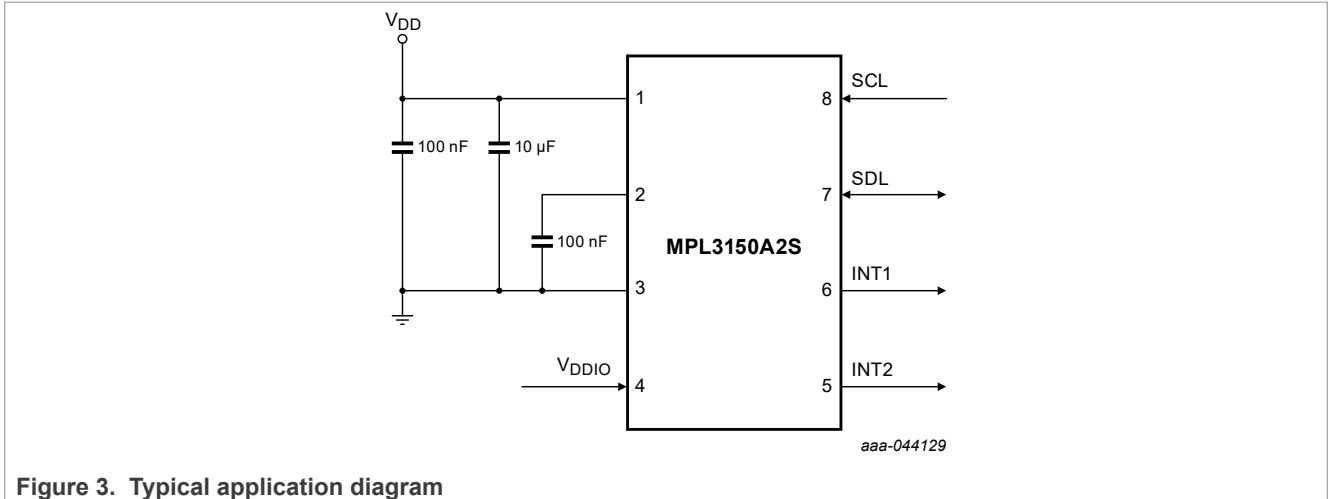 VDD
1
8
SCL
100 nF
10 µF
2
7
SDL
100 nF
MPL3150A2S
3
6
INT1
VDDIO
4
5
INT2
aaa-044129
Figure 3. Typical application diagram